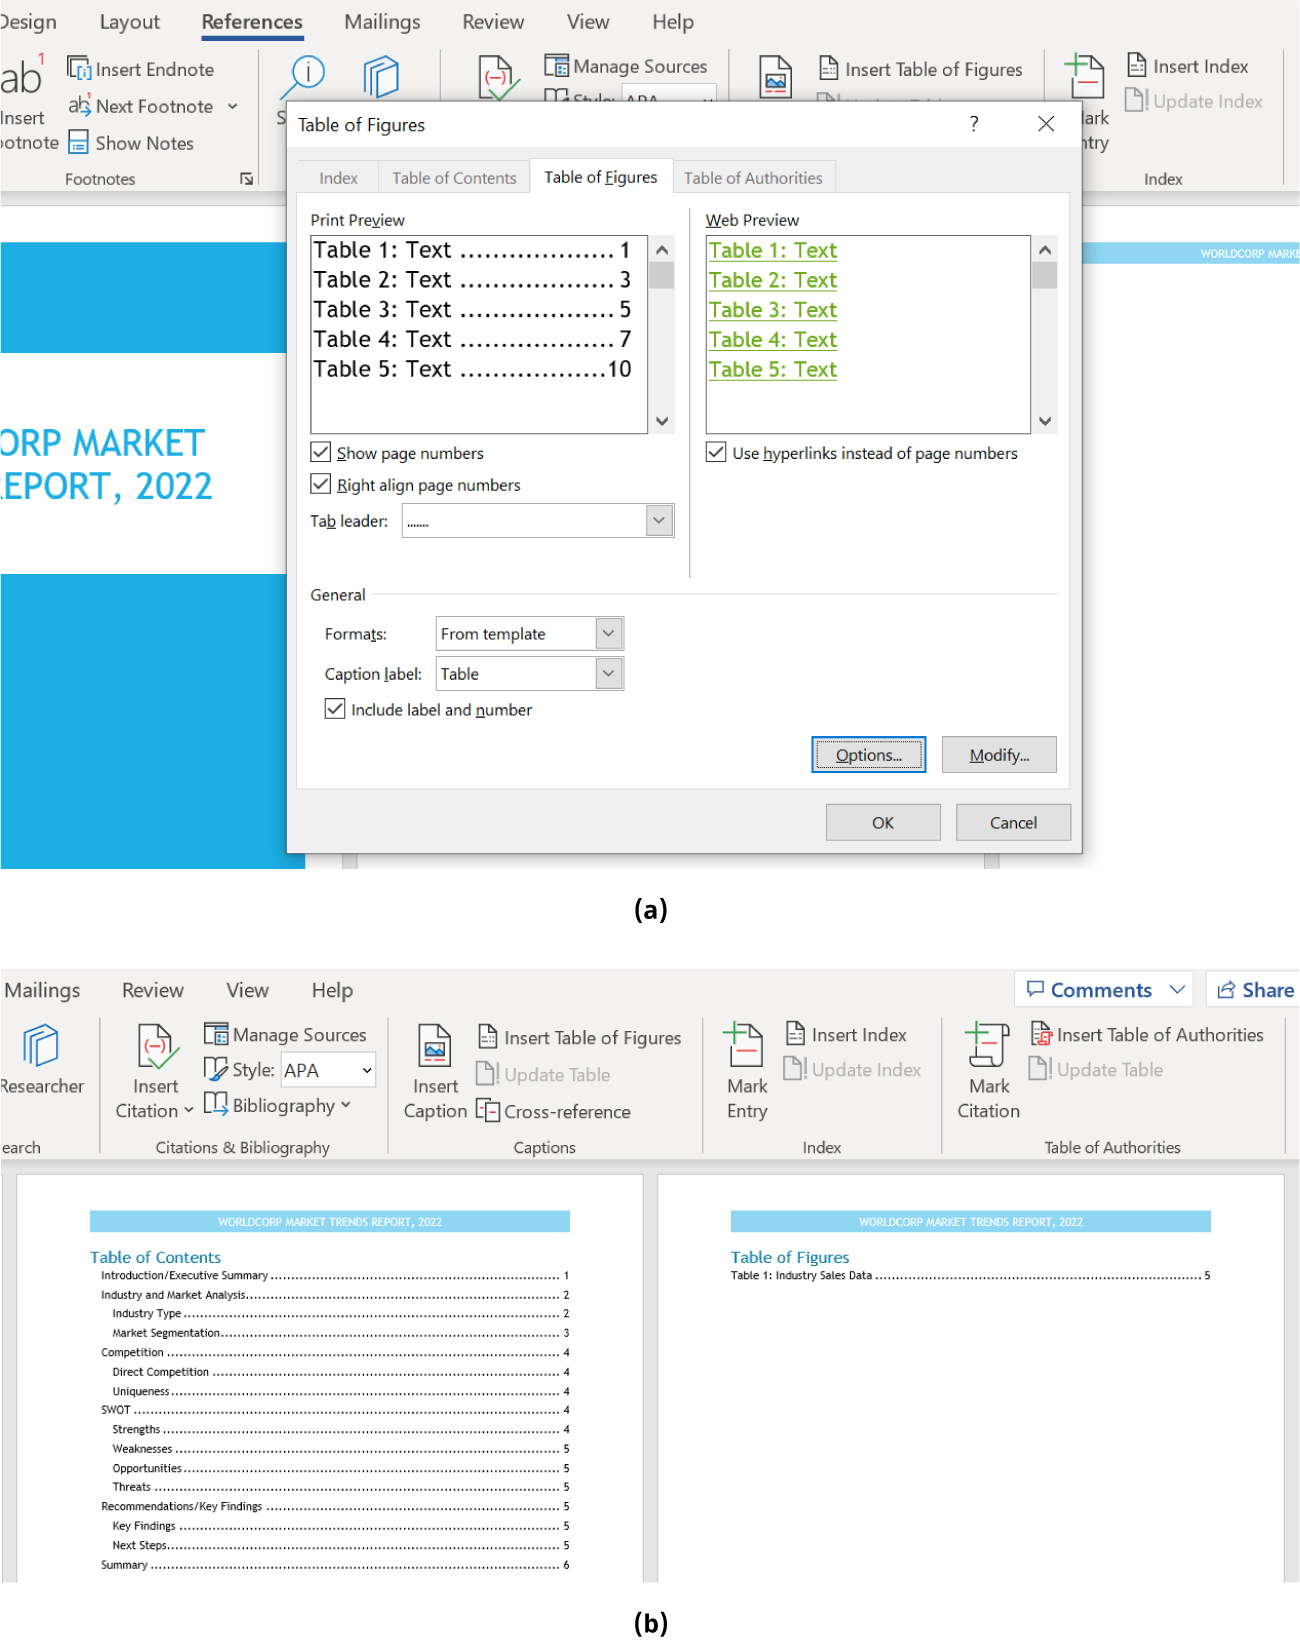 Design Layout References Mailings Review View Help
ab1
Insert
Footnote
Insert Endnote
Next Footnote
Show Notes
Footnotes
S
Manage Sources
Style: APA
Insert Table of Figures
Mark
Entry
Insert Index
Update Index
Index
Table of Figures ?
Index Table of Contents Table of Figures Table of Authorities
Print Preview
Table 1: Text .................. 1
Table 2: Text .................. 3
Table 3: Text .................. 5
Table 4: Text .................. 7
Table 5: Text ..................10
Show page numbers
Right align page numbers
Tab leader: .......
Web Preview
Table 1: Text
Table 2: Text
Table 3: Text
Table 4: Text
Table 5: Text
Use hyperlinks instead of page numbers
General
Formats: From template
Caption label: Table
Include label and number
Options... Modify...
OK Cancel
ORP MARKET
REPORT, 2022
WORLDCORP MARKE
(a)
Mailings Review View Help Comments Share
Researcher
earch
Insert
Citation
Manage Sources
Style: APA
Bibliography
Citations & Bibliography
Insert
Caption
Insert Table of Figures
Update Table
Cross-reference
Captions
Mark
Entry
Insert Index
Update Index
Index
Mark
Citation
Insert Table of Authorities
Update Table
Table of Authorities
WORLDCORP MARKET TRENDS REPORT, 2022
Table of Contents
Introduction/Executive Summary ........ 1
Industry and Market Analysis ........ 2
Industry Type ........ 2
Market Segmentation ........ 3
Competition ........ 4
Direct Competition ........ 4
Uniqueness ........ 4
SWOT ........ 4
Strengths ........ 4
Weaknesses ........ 5
Opportunities ........ 5
Threats ........ 5
Recommendations/Key Findings ........ 5
Key Findings ........ 5
Next Steps ........ 5
Summary ........ 6
WORLDCORP MARKET TRENDS REPORT, 2022
Table of Figures
Table 1: Industry Sales Data ........ 5
(b)